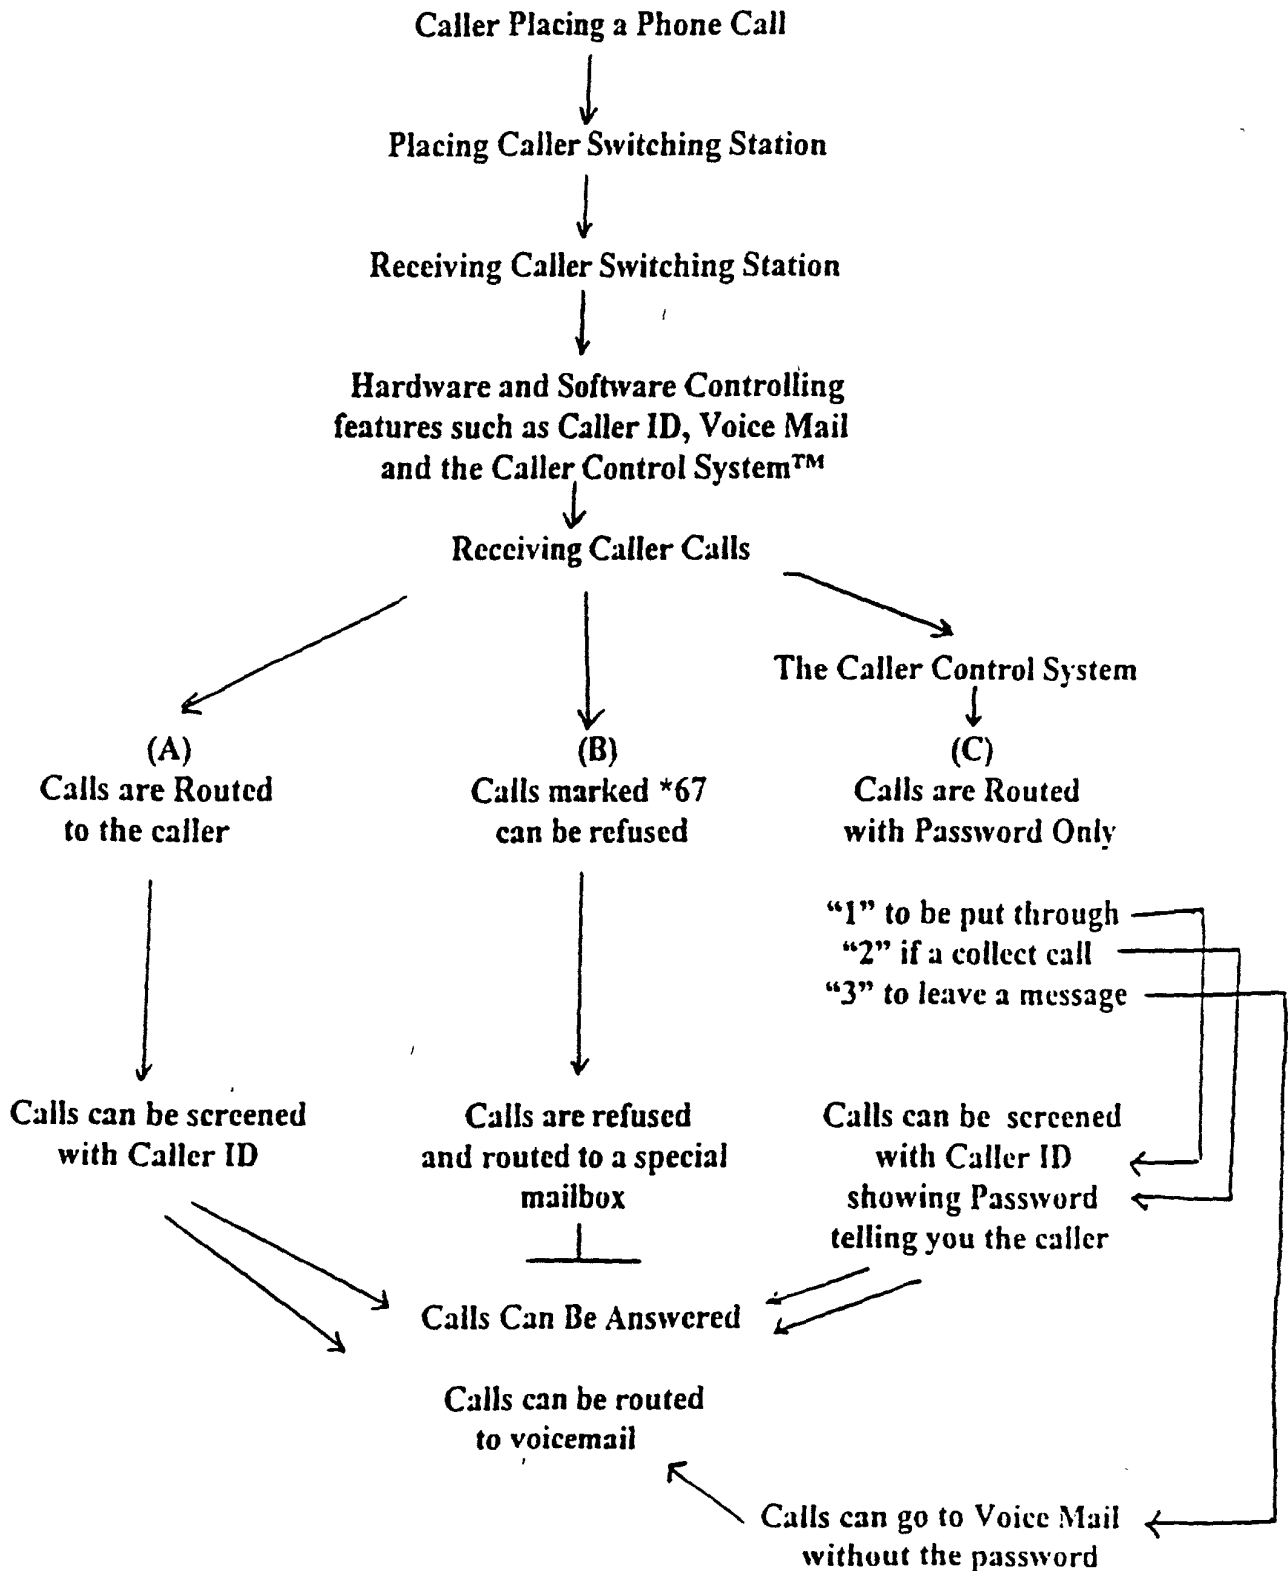 Caller Placing a Phone Call
Placing Caller Switching Station
Receiving Caller Switching Station
Hardware and Software Controlling
features such as Caller ID, Voice Mail
and the Caller Control System™
Receiving Caller Calls
The Caller Control System
(A)
Calls are Routed
to the caller
(B)
Calls marked *67
can be refused
(C)
Calls are Routed
with Password Only
“1” to be put through
“2” if a collect call
“3” to leave a message
Calls can be screened
with Caller ID
Calls are refused
and routed to a special
mailbox
Calls can be screened
with Caller ID
showing Password
telling you the caller
Calls Can Be Answered
Calls can be routed
to voicemail
Calls can go to Voice Mail
without the password